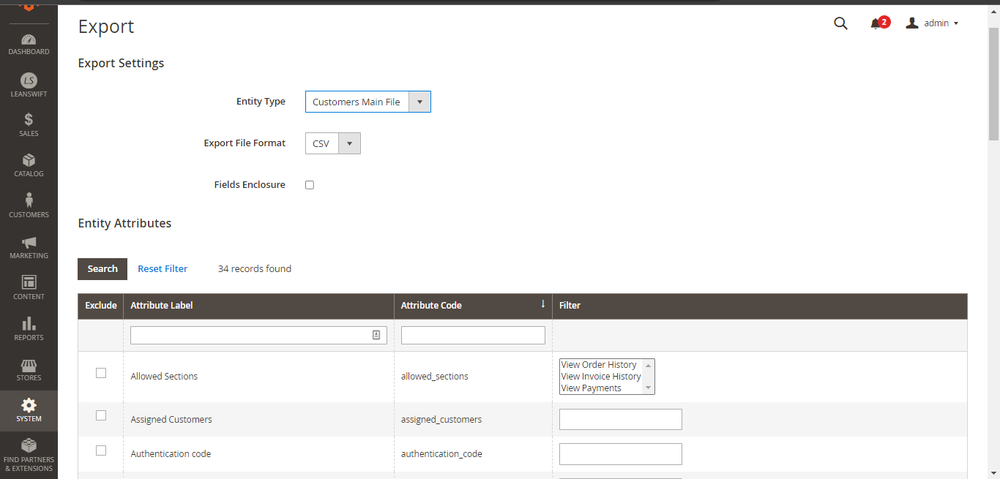 Export
2
admin
DASHBOARD
LS
LEANSWIFT
SALES
CATALOG
CUSTOMERS
MARKETING
CONTENT
REPORTS
STORES
SYSTEM
FIND PARTNERS
& EXTENSIONS
Export Settings
Entity Type
Customers Main File
Export File Format
CSV
Fields Enclosure
Entity Attributes
Search Reset Filter 34 records found
Exclude Attribute Label Attribute Code ↓ Filter
Allowed Sections allowed_sections
View Order History
View Invoice History
View Payments
Assigned Customers assigned_customers
Authentication code authentication_code